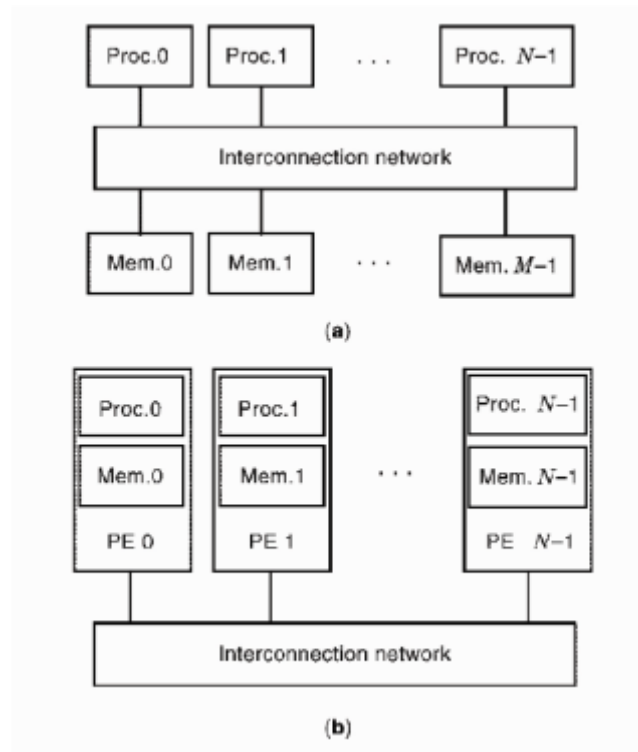 Proc.0 Proc.1 . . . Proc. N–1
Interconnection network
Mem.0 Mem.1 . . . Mem. M–1
(a)
Proc.0 Proc.1 Proc. N–1
Mem.0 Mem.1 . . . Mem. N–1
PE 0 PE 1 PE N–1
Interconnection network
(b)